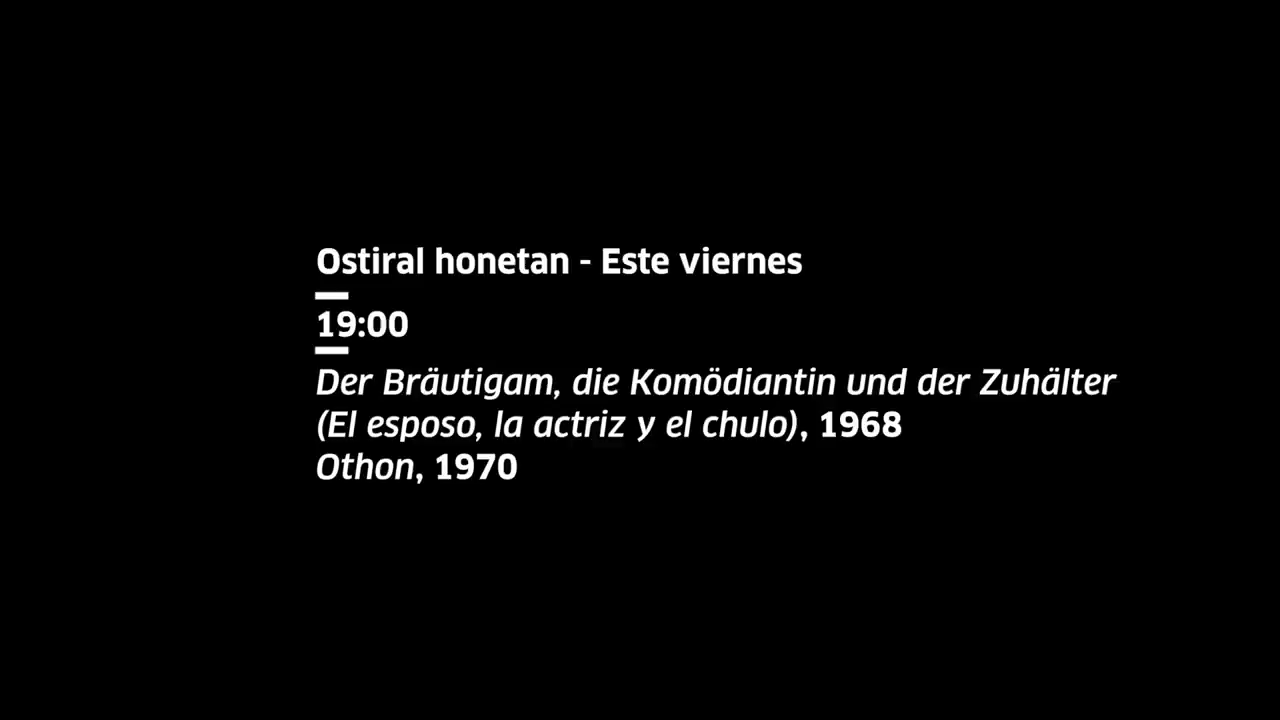 Ostiral honetan - Este viernes
19:00
Der Bräutigam, die Komödiantin und der Zuhälter
(El esposo, la actriz y el chulo), 1968
Othon, 1970